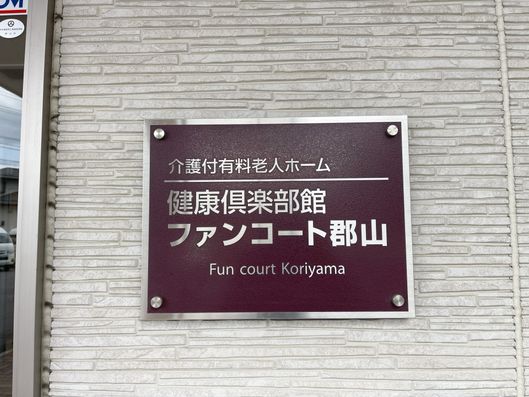 介護付有料老人ホーム
健康倶楽部館
ファンコート郡山
Fun court Koriyama